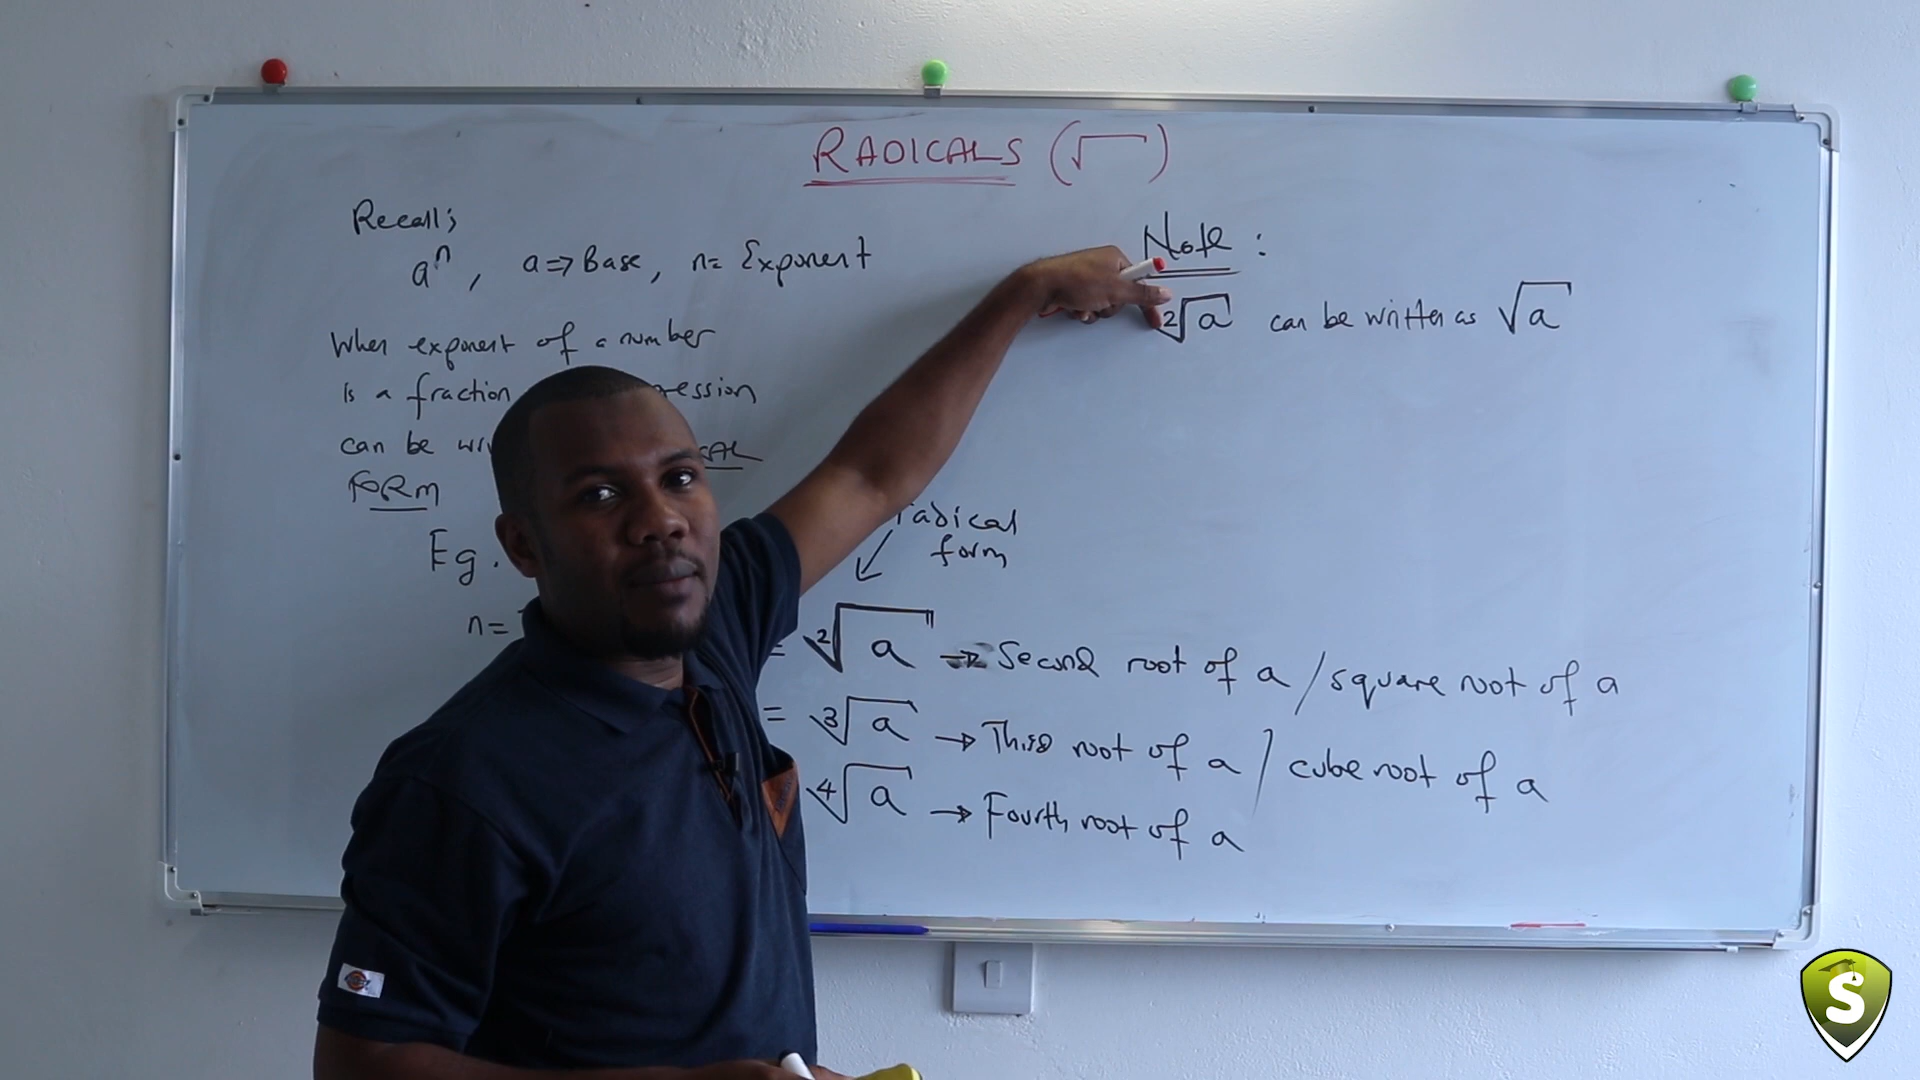 RADICALS (√)
Recall;
aⁿ, a => Base, n = Exponent
When exponent of a number
is a fraction
can be
FORM
Eg.
n =
radical
form
= ²√a → Second root of a / square root of a
= ³√a → Third root of a / cube root of a
⁴√a → Fourth root of a
Note :
²√a can be written as √a
S